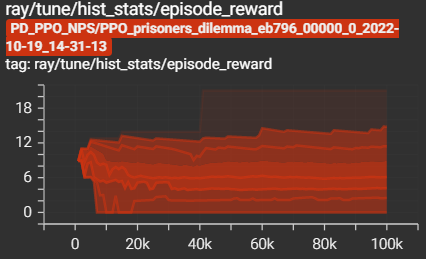 ray/tune/hist_stats/episode_reward
PD_PPO_NPS/PPO_prisoners_dilemma_eb796_00000_0_2022-
10-19_14-31-13
tag: ray/tune/hist_stats/episode_reward
18
12
6
0
0 20k 40k 60k 80k 100k